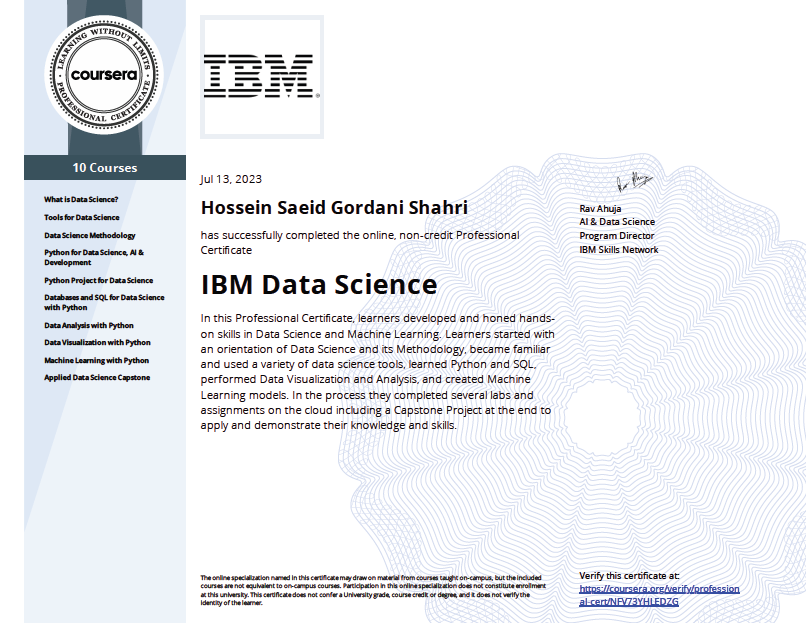 LEARNING WITHOUT LIMITS
coursera
PROFESSIONAL CERTIFICATE
10 Courses
What is Data Science?
Tools for Data Science
Data Science Methodology
Python for Data Science, AI &
Development
Python Project for Data Science
Databases and SQL for Data Science
with Python
Data Analysis with Python
Data Visualization with Python
Machine Learning with Python
Applied Data Science Capstone
IBM
Jul 13, 2023
Hossein Saeid Gordani Shahri
has successfully completed the online, non-credit Professional
Certificate
IBM Data Science
In this Professional Certificate, learners developed and honed hands-
on skills in Data Science and Machine Learning. Learners started with
an orientation of Data Science and its Methodology, became familiar
and used a variety of data science tools, learned Python and SQL,
performed Data Visualization and Analysis, and created Machine
Learning models. In the process they completed several labs and
assignments on the cloud including a Capstone Project at the end to
apply and demonstrate their knowledge and skills.
Rav Ahuja
AI & Data Science
Program Director
IBM Skills Network
The online specialization named in this certificate may draw on material from courses taught on-campus, but the included
courses are not equivalent to on-campus courses. Participation in this online specialization does not constitute enrollment
at this university. This certificate does not confer a University grade, course credit or degree, and it does not verify the
identity of the learner.
Verify this certificate at:
https://coursera.org/verify/profession
al-cert/NFV73YHLEDZG